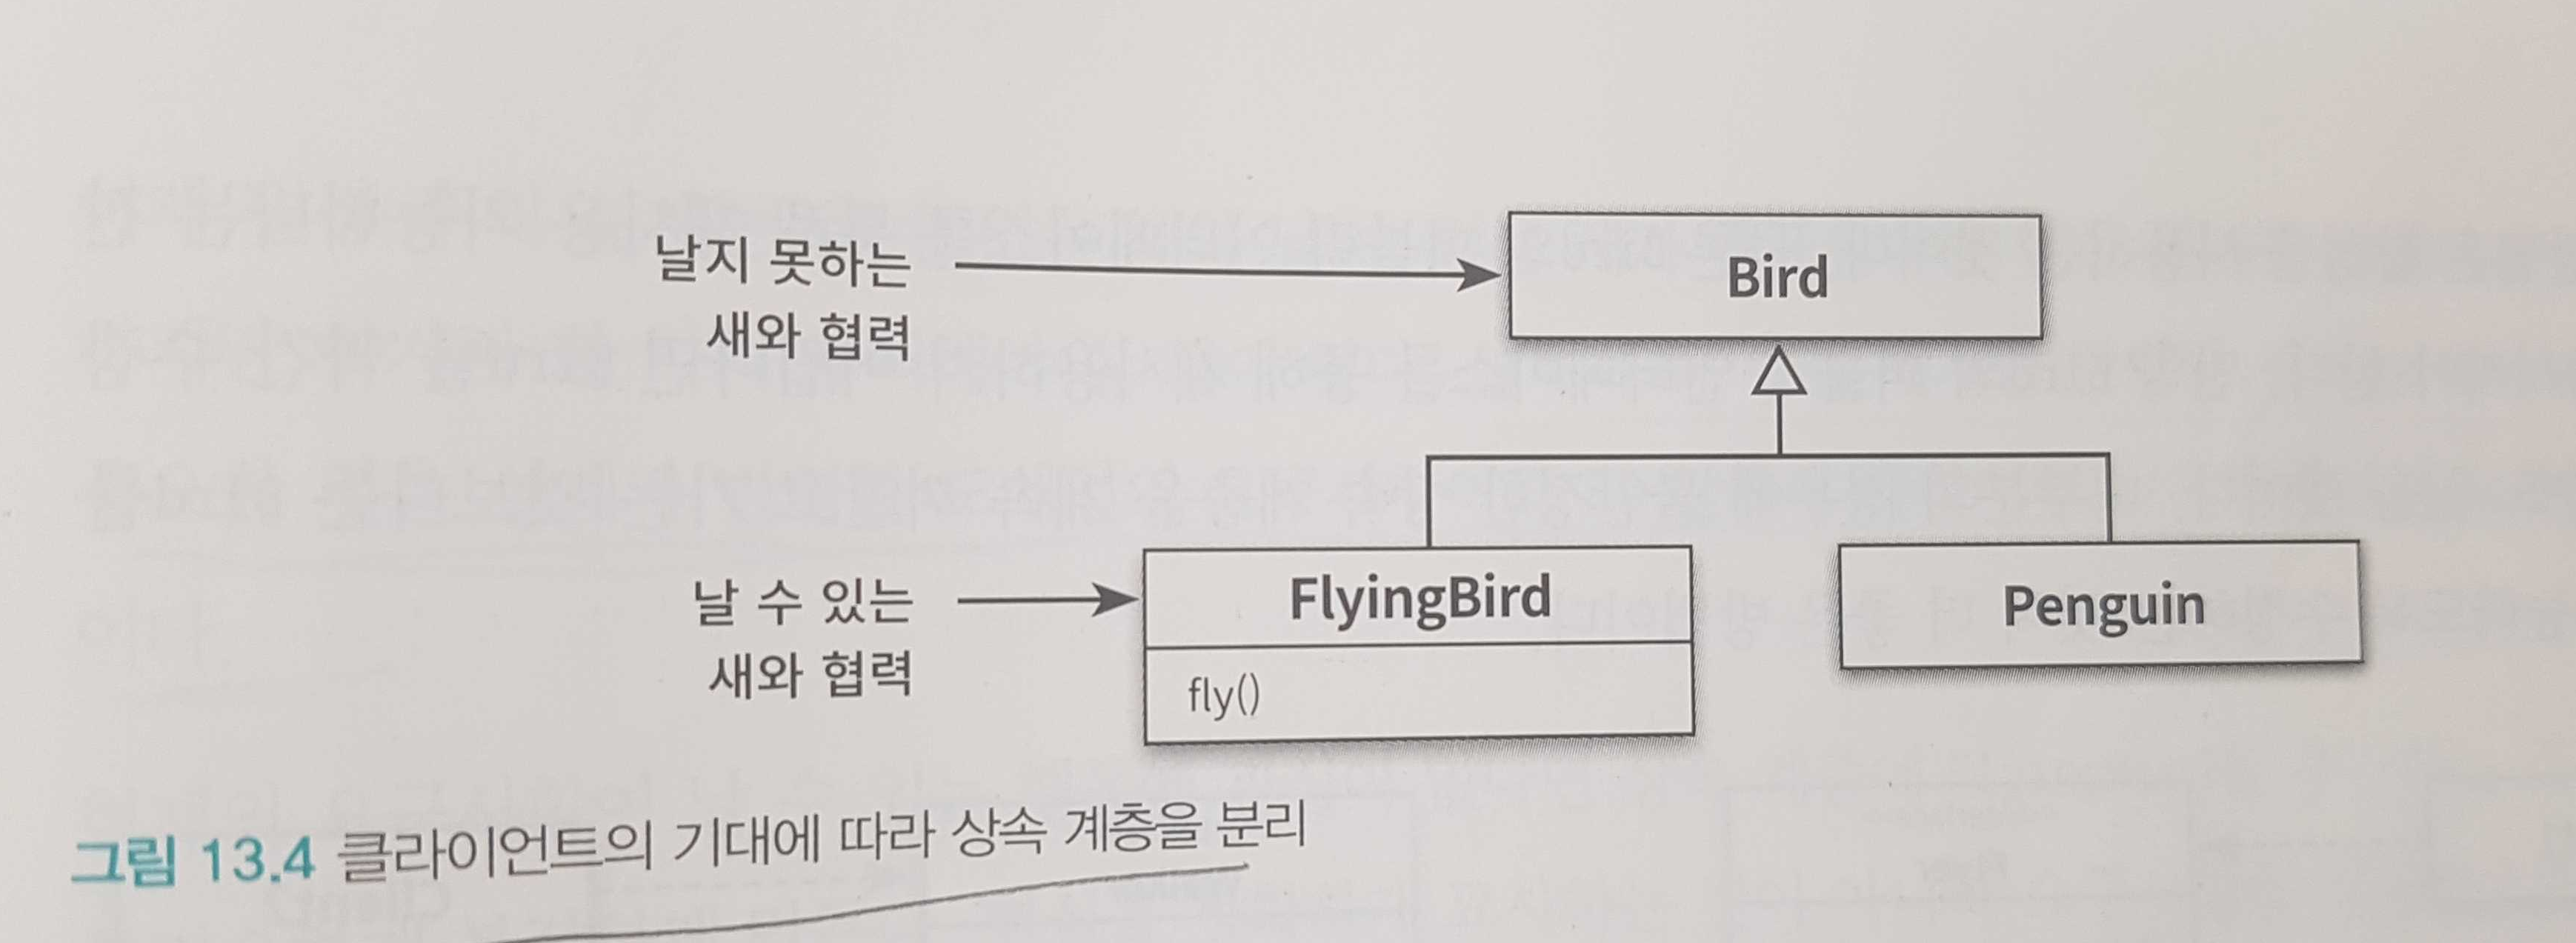 날지 못하는
새와 협력
Bird
날 수 있는
새와 협력
FlyingBird
fly()
Penguin
그림 13.4 클라이언트의 기대에 따라 상속 계층을 분리